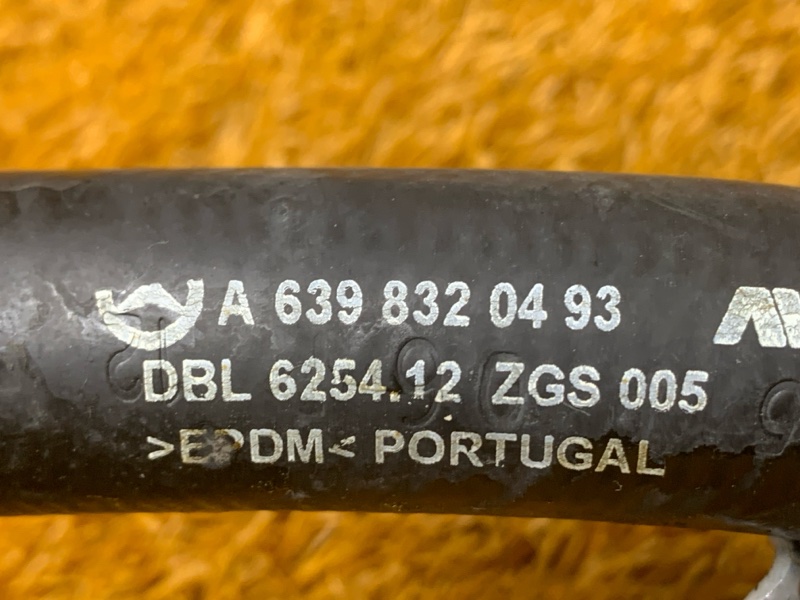 A 639 832 04 93
DBL 6254.12 ZGS 005
>EPDM< PORTUGAL